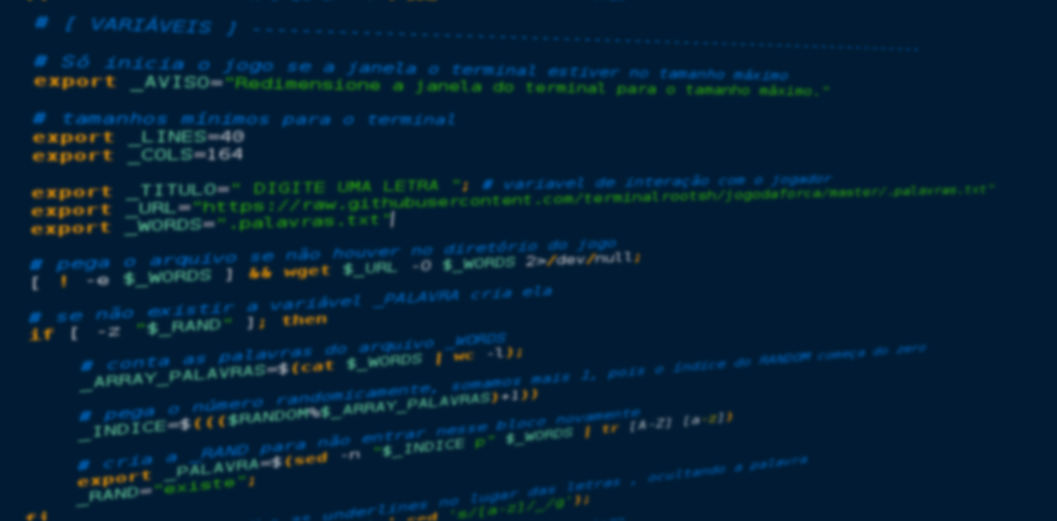 # [ VARIÁVEIS ] ------------------------------------------------------------
# Só inicia o jogo se a janela o terminal estiver no tamanho máximo
export _AVISO="Redimensione a janela do terminal para o tamanho máximo."
# tamanhos mínimos para o terminal
export _LINES=40
export _COLS=164
export _TITULO=" DIGITE UMA LETRA "; # variavel de interação com o jogador
export _URL="https://raw.githubusercontent.com/terminalrootsh/jogodaforca/master/.palavras.txt"
export _WORDS=".palavras.txt"
# pega o arquivo se não houver no diretório do jogo
[ ! -e $_WORDS ] && wget $_URL -O $_WORDS 2>/dev/null;
# se não existir a variável _PALAVRA cria ela
if [ -z "$_RAND" ]; then
# conta as palavras do arquivo _WORDS
_ARRAY_PALAVRAS=$(cat $_WORDS | wc -l);
# pega o número randomicamente, somamos mais 1, pois o índice do RANDOM começa do zero
_INDICE=$((($RANDOM%$_ARRAY_PALAVRAS)+1))
# cria a _RAND para não entrar nesse bloco novamente
export _PALAVRA=$(sed -n "$_INDICE p" $_WORDS | tr [A-Z] [a-z])
_RAND="existe";
fi
as underlines no lugar das letras , ocultando a palavra
sed 's/[a-z]/_/g');